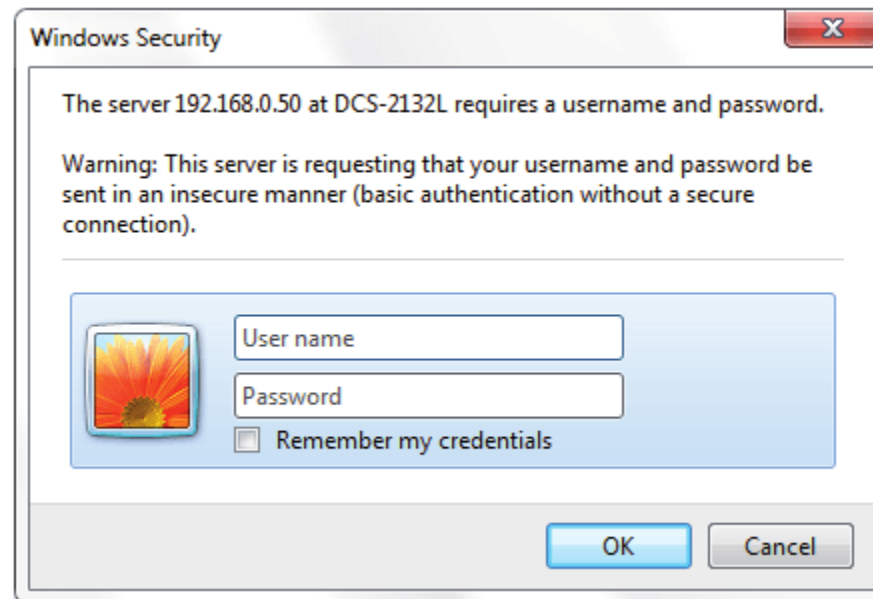 Windows Security
The server 192.168.0.50 at DCS-2132L requires a username and password.
Warning: This server is requesting that your username and password be
sent in an insecure manner (basic authentication without a secure
connection).
User name
Password
Remember my credentials
OK
Cancel